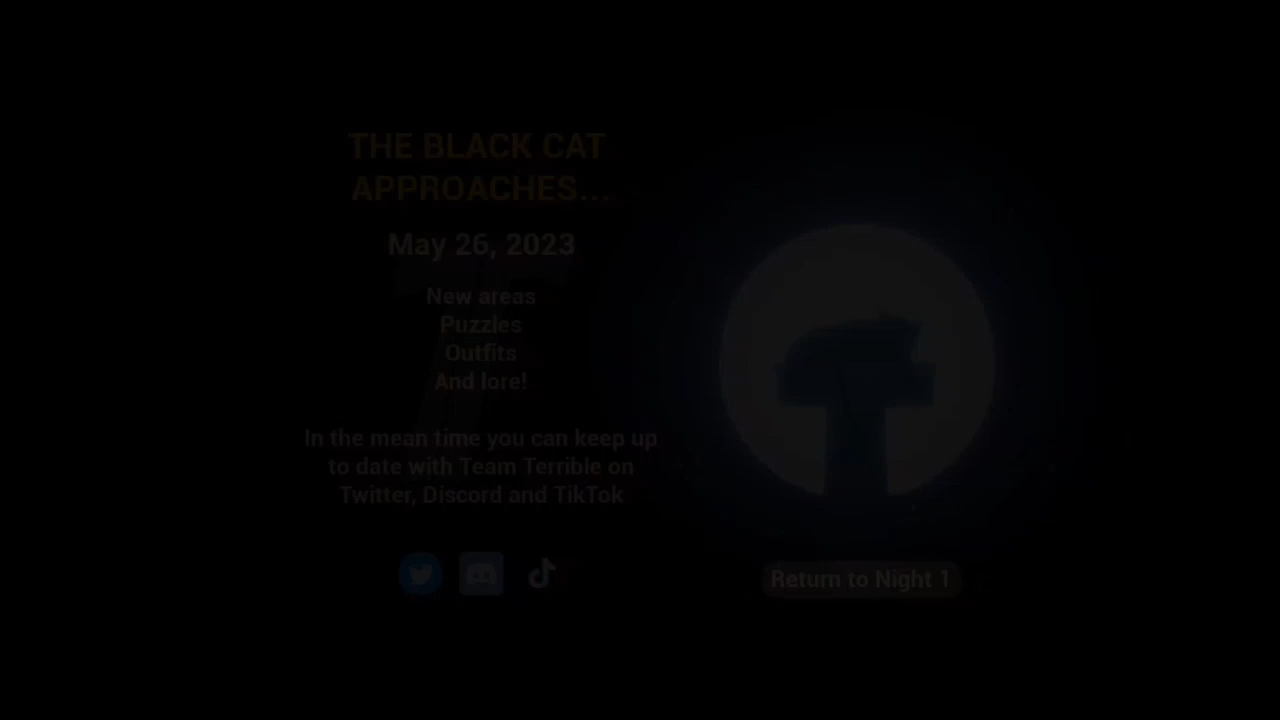 THE BLACK CAT
APPROACHES...
May 26, 2023
New areas
Puzzles
Outfits
And lore!
In the mean time you can keep up
to date with Team Terrible on
Twitter, Discord and TikTok
Return to Night 1